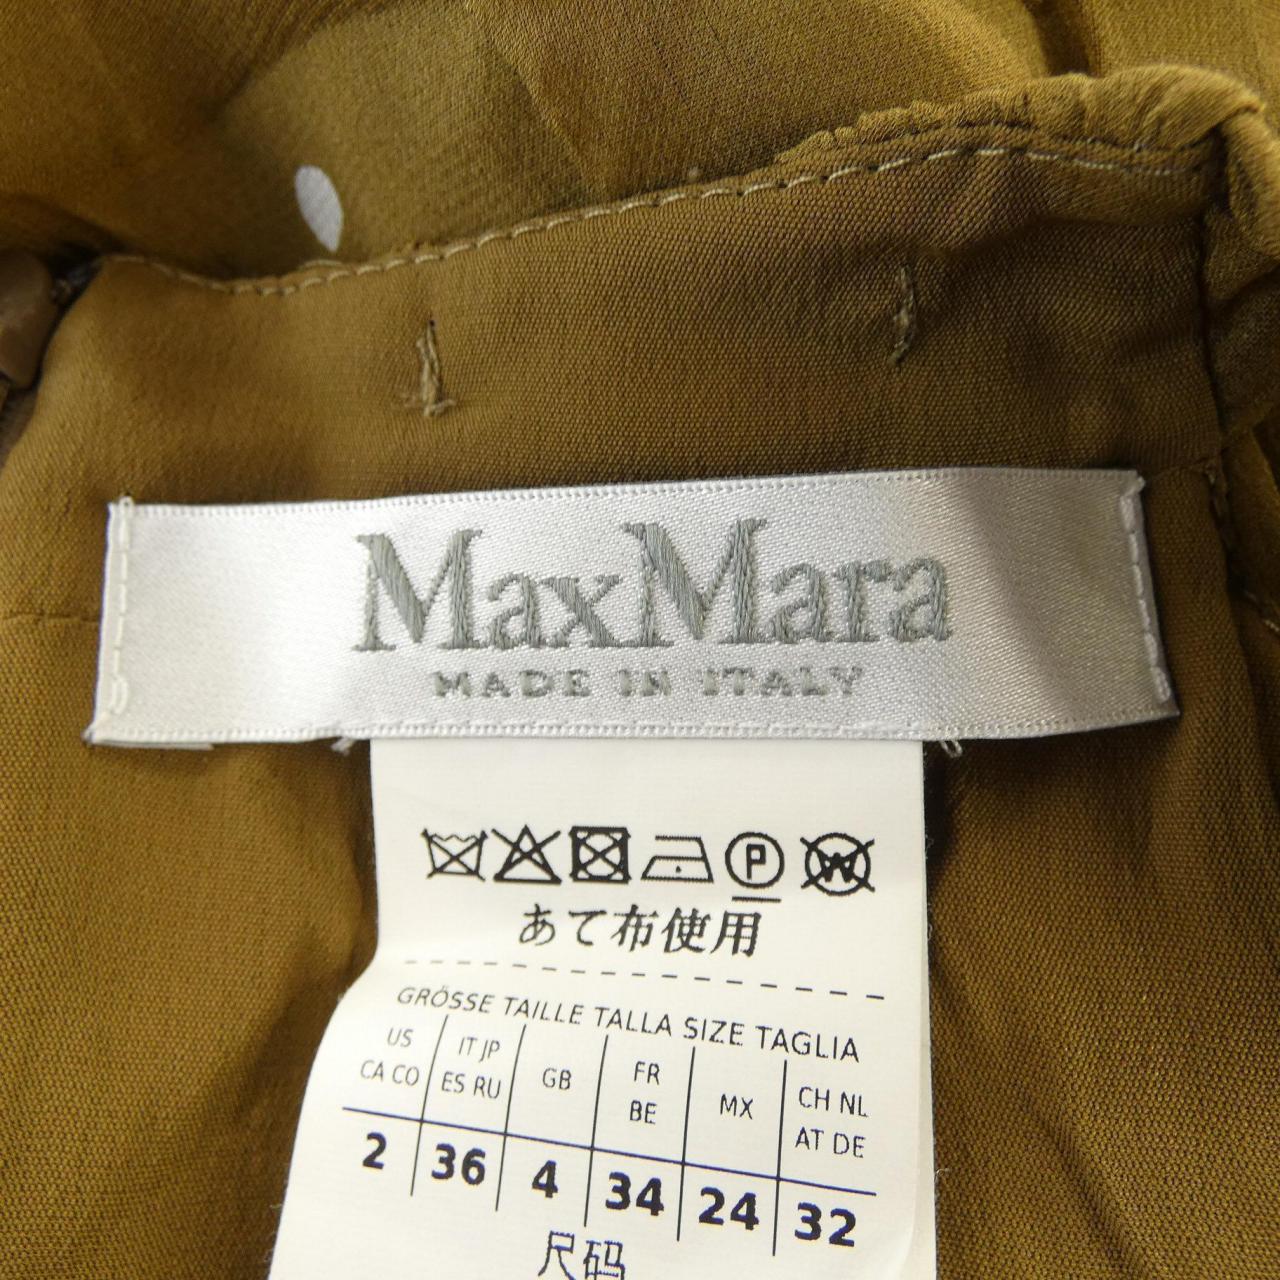 MaxMara
MADE IN ITALY
P W
あて布使用
GRÖSSE TAILLE TALLA SIZE TAGLIA
US IT JP GB FR MX CH NL
CA CO ES RU BE AT DE
2 36 4 34 24 32
尺码